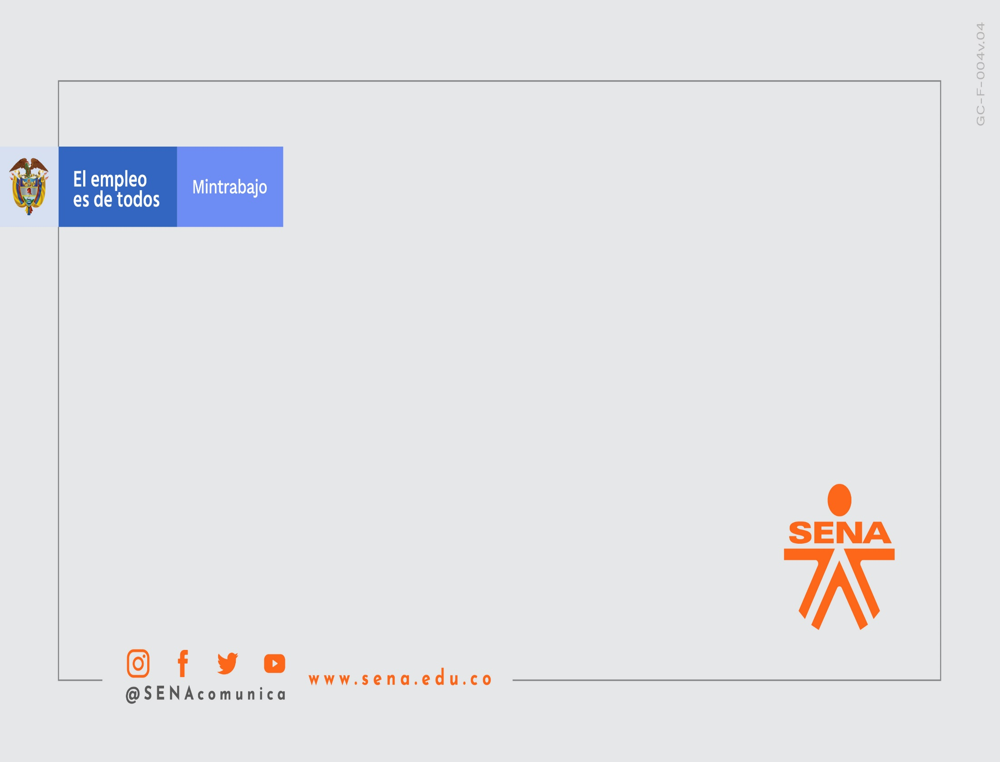 GC-F-004v.04
El empleo
es de todos
Mintrabajo
SENA
www.sena.edu.co
@SENAcomunica